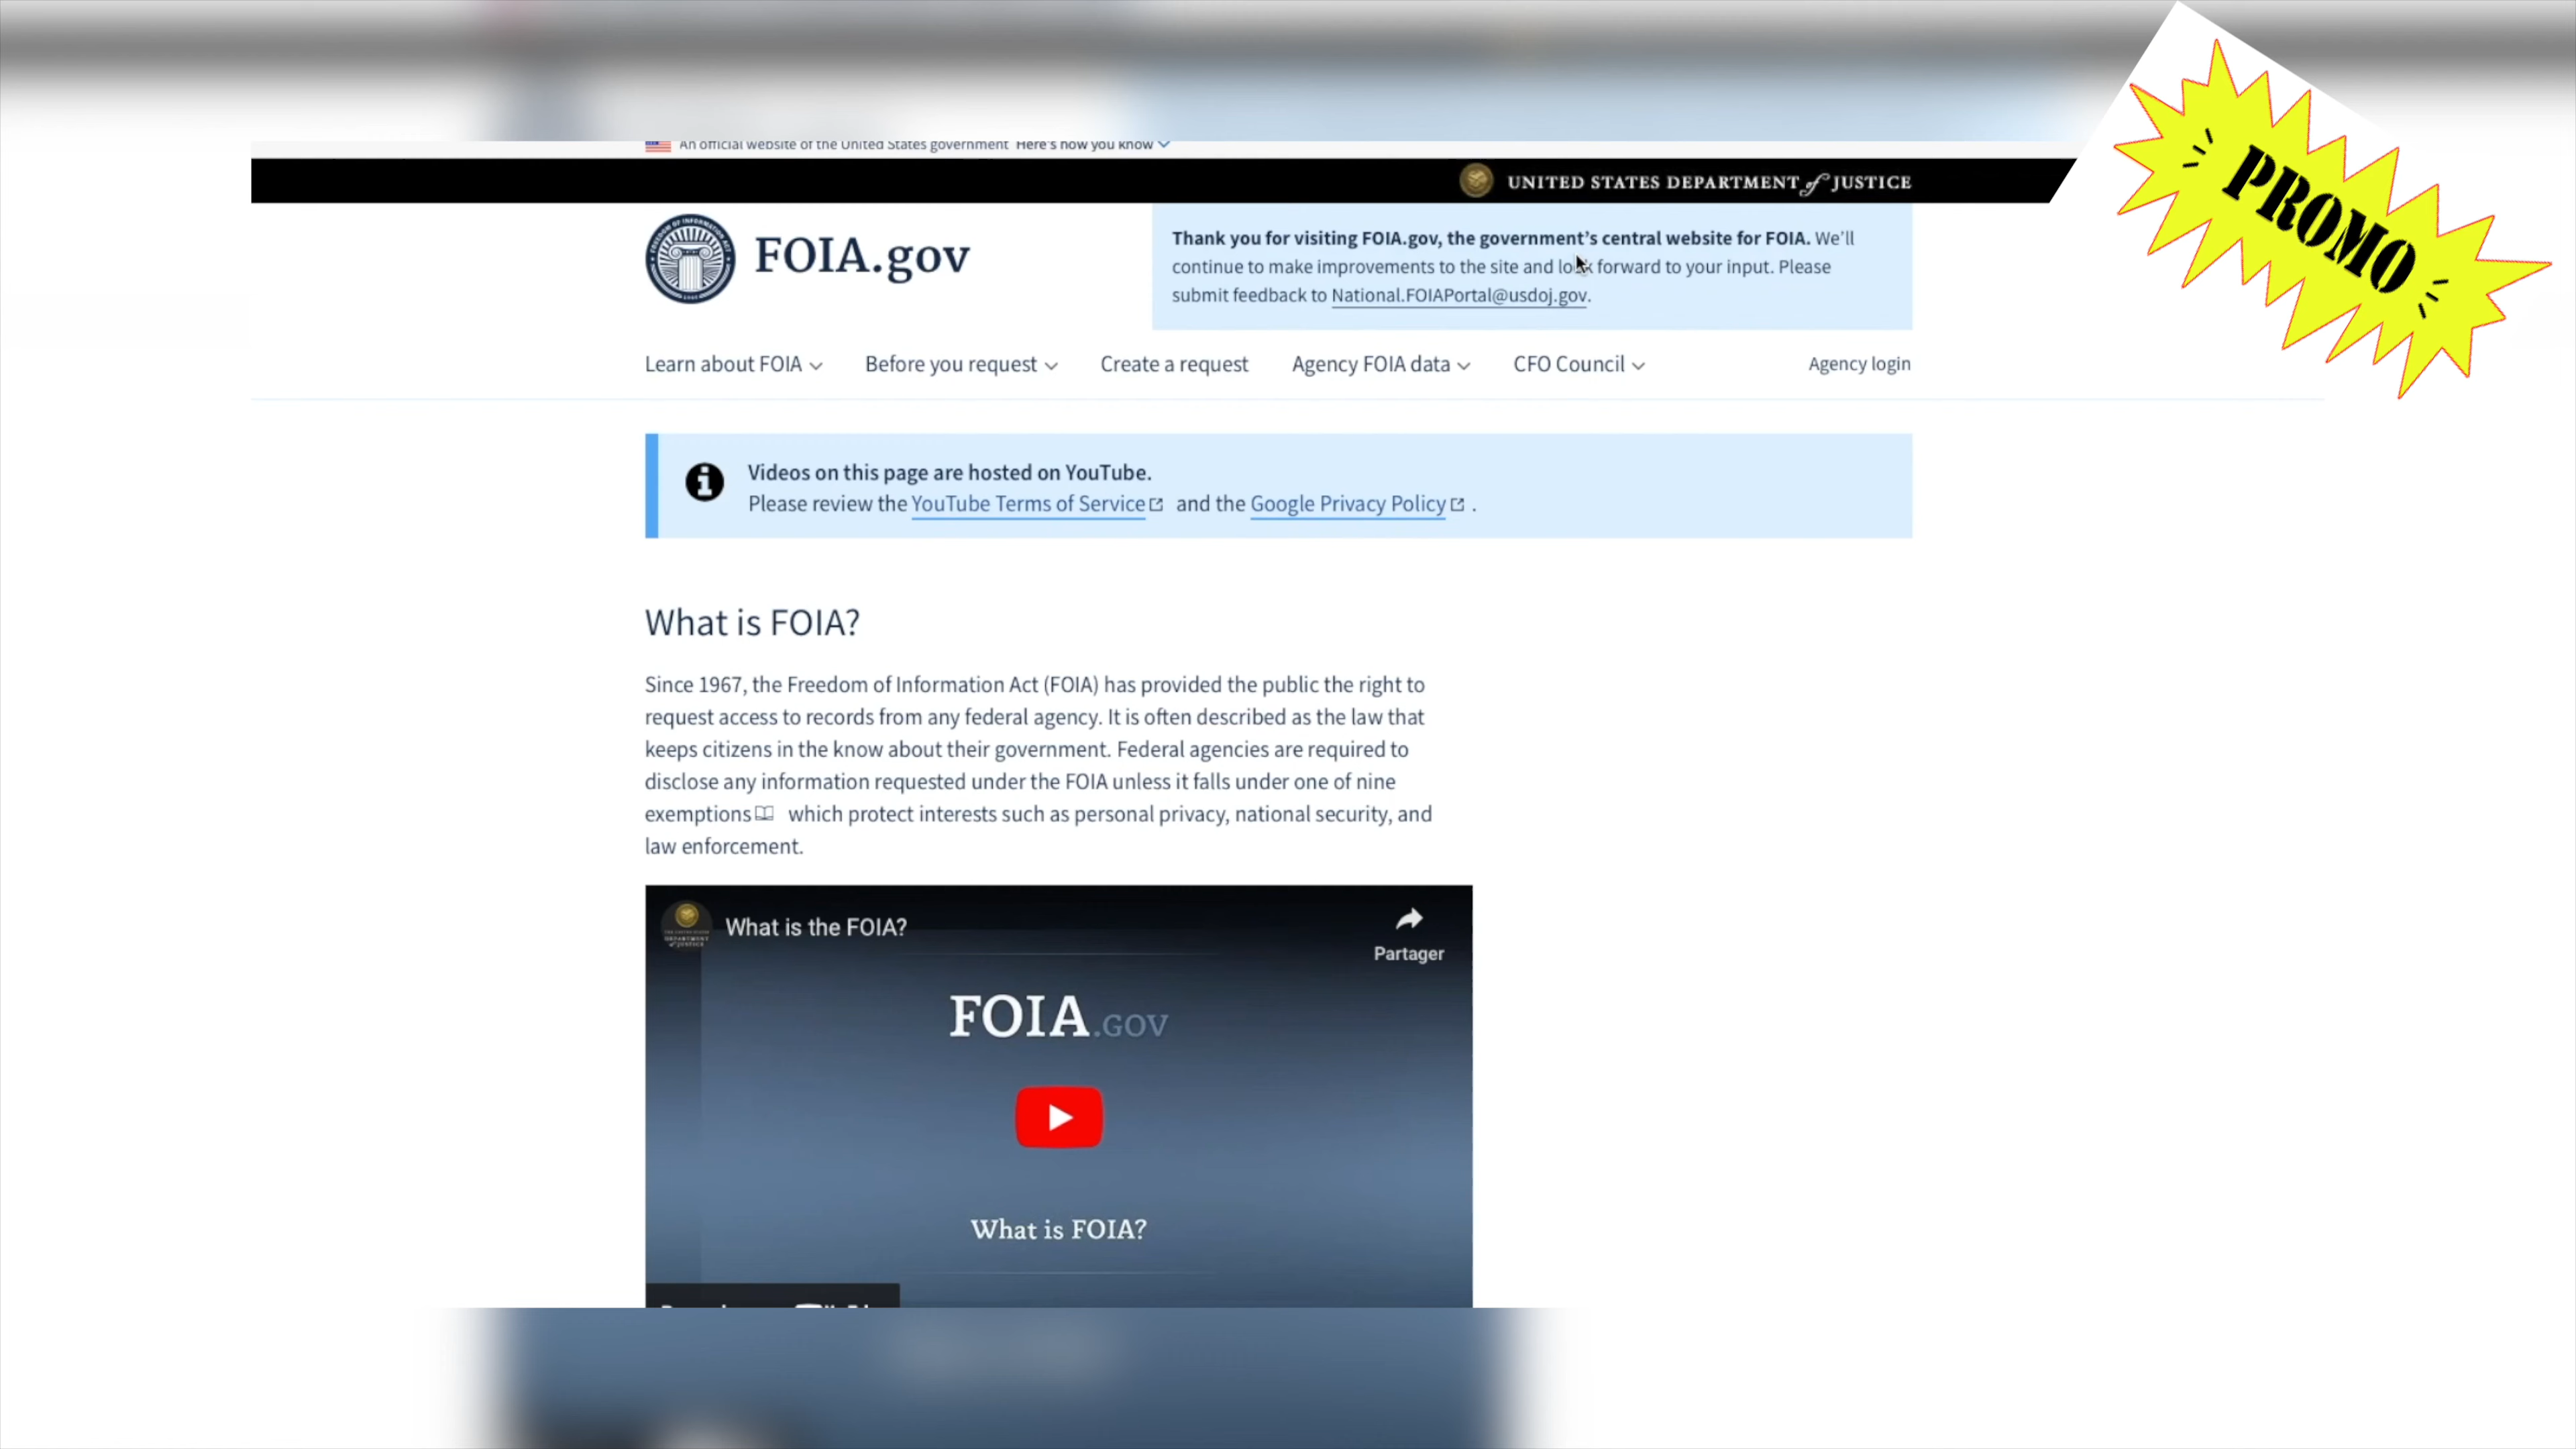 An official website of the United States government Here's how you know
UNITED STATES DEPARTMENT of JUSTICE
PROMO
FOIA.gov
Thank you for visiting FOIA.gov, the government's central website for FOIA. We'll
continue to make improvements to the site and look forward to your input. Please
submit feedback to National.FOIAPortal@usdoj.gov.
Learn about FOIA Before you request Create a request Agency FOIA data CFO Council Agency login
Videos on this page are hosted on YouTube.
Please review the YouTube Terms of Service and the Google Privacy Policy .
What is FOIA?
Since 1967, the Freedom of Information Act (FOIA) has provided the public the right to
request access to records from any federal agency. It is often described as the law that
keeps citizens in the know about their government. Federal agencies are required to
disclose any information requested under the FOIA unless it falls under one of nine
exemptions which protect interests such as personal privacy, national security, and
law enforcement.
What is the FOIA?
Partager
FOIA.GOV
What is FOIA?